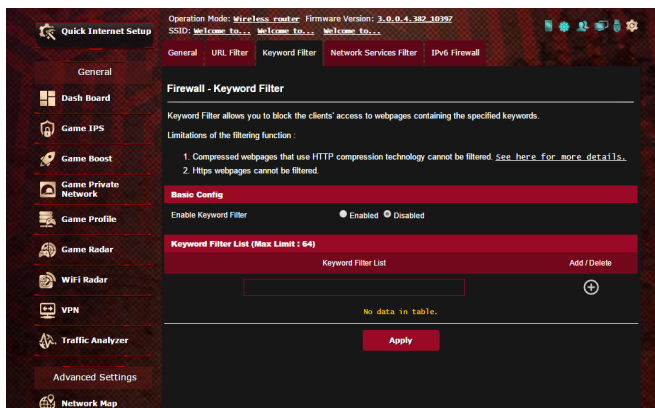 Quick Internet Setup
Operation Mode: Wireless router Firmware Version: 3.0.0.4.382_10397
SSID: Welcome to... Welcome to... Welcome to...
General URL Filter Keyword Filter Network Services Filter IPv6 Firewall
General
Dash Board
Game IPS
Game Boost
Game Private
Network
Game Profile
Game Radar
WiFi Radar
VPN
Traffic Analyzer
Advanced Settings
Network Map
Firewall - Keyword Filter
Keyword Filter allows you to block the clients' access to webpages containing the specified keywords.
Limitations of the filtering function :
1. Compressed webpages that use HTTP compression technology cannot be filtered. See here for more details.
2. Https webpages cannot be filtered.
Basic Config
Enable Keyword Filter Enabled Disabled
Keyword Filter List (Max Limit : 64)
Keyword Filter List Add / Delete
No data in table.
Apply